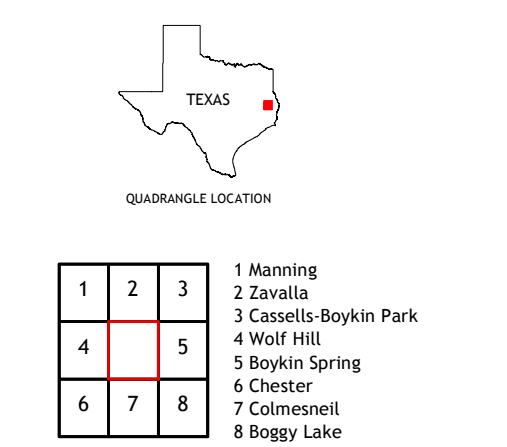 TEXAS
QUADRANGLE LOCATION
1 2 3
4 5
6 7 8
1 Manning
2 Zavalla
3 Cassells-Boykin Park
4 Wolf Hill
5 Boykin Spring
6 Chester
7 Colmesneil
8 Boggy Lake